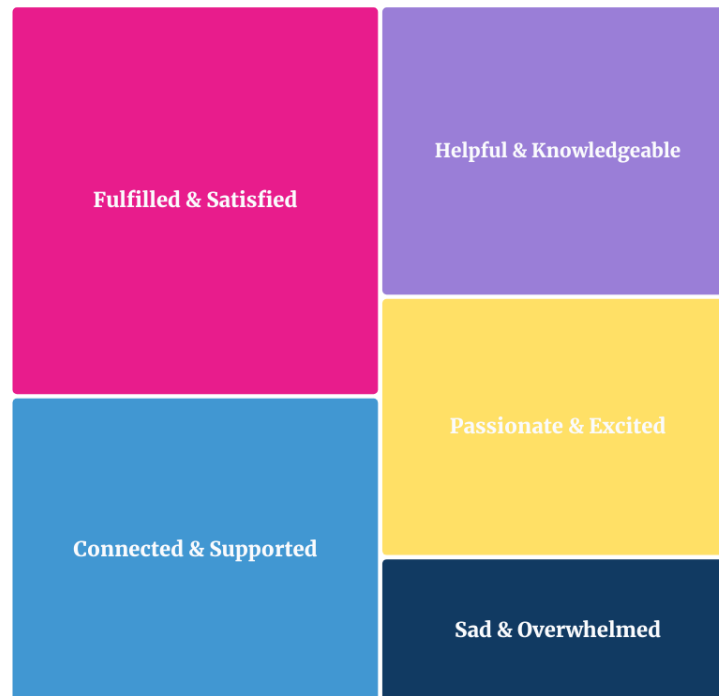 Fulfilled & Satisfied
Helpful & Knowledgeable
Connected & Supported
Passionate & Excited
Sad & Overwhelmed